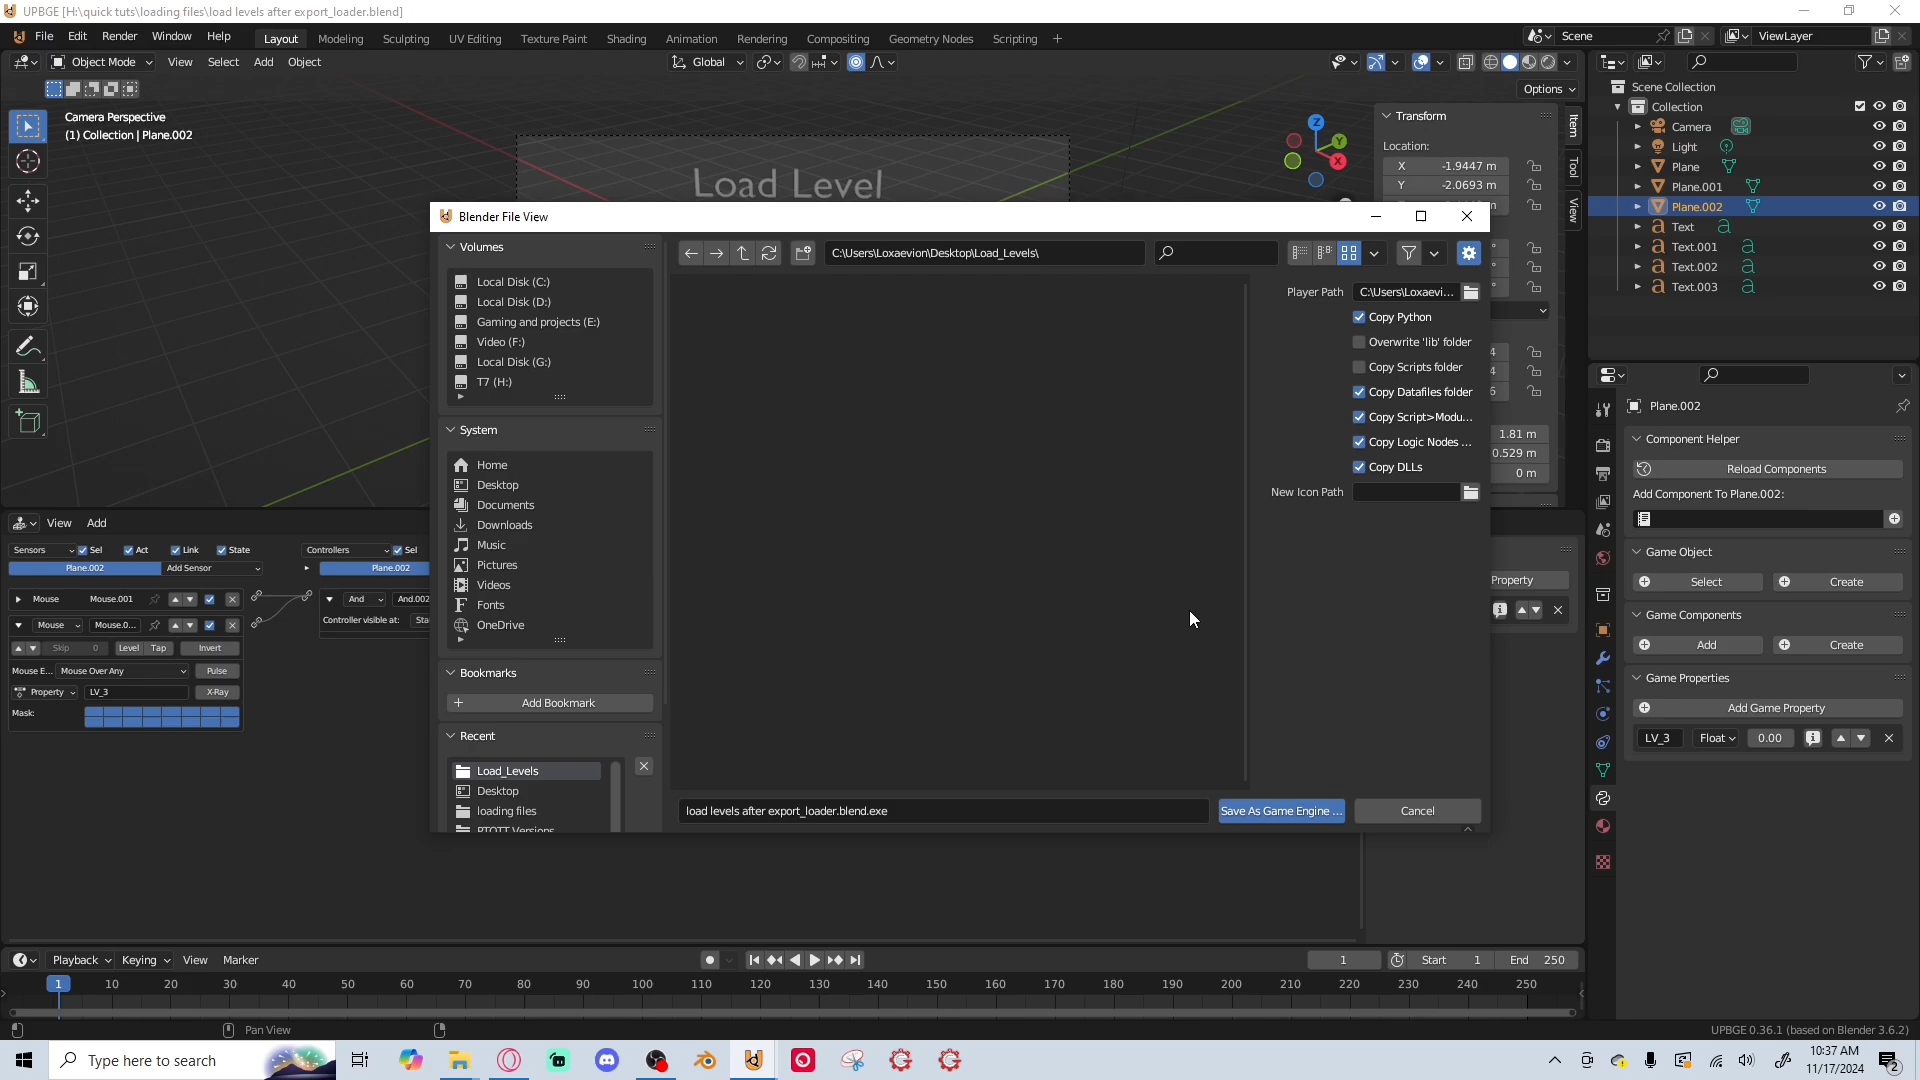 UPBGE [H:\quick tuts\loading files\load levels after export_loader.blend]
File Edit Render Window Help
Layout Modeling Sculpting UV Editing Texture Paint Shading Animation Rendering Compositing Geometry Nodes Scripting +
Scene
ViewLayer
Object Mode View Select Add Object
Global
Options
Camera Perspective
(1) Collection | Plane.002
Load Level
Z
Y
X
Transform
Location:
X -1.9447 m
Y -2.0693 m
Item
Tool
View
1.81 m
0.529 m
0 m
Scene Collection
Collection
Camera
Light
Plane
Plane.001
Plane.002
Text
Text.001
Text.002
Text.003
Blender File View
Volumes
Local Disk (C:)
Local Disk (D:)
Gaming and projects (E:)
Video (F:)
Local Disk (G:)
T7 (H:)
System
Home
Desktop
Documents
Downloads
Music
Pictures
Videos
Fonts
OneDrive
Bookmarks
Add Bookmark
Recent
Load_Levels
Desktop
loading files
PTOTT Versions
C:\Users\Loxaevion\Desktop\Load_Levels\
Player Path C:\Users\Loxaevi...
Copy Python
Overwrite 'lib' folder
Copy Scripts folder
Copy Datafiles folder
Copy Script>Modu...
Copy Logic Nodes ...
Copy DLLs
New Icon Path
load levels after export_loader.blend.exe
Save As Game Engine ...
Cancel
Plane.002
Component Helper
Reload Components
Add Component To Plane.002:
Game Object
Select Create
Game Components
Add Create
Game Properties
Add Game Property
LV_3 Float 0.00
View Add
Sensors Sel Act Link State
Plane.002 Add Sensor
Mouse Mouse.001
Mouse Mouse.0...
Skip 0 Level Tap Invert
Mouse E... Mouse Over Any Pulse
Property LV_3 X-Ray
Mask:
Controllers Sel
Plane.002
And And.002
Controller visible at: Sta
Property
Playback Keying View Marker
1 Start 1 End 250
1 10 20 30 40 50 60 70 80 90 100 110 120 130 140 150 160 170 180 190 200 210 220 230 240 250
Pan View
UPBGE 0.36.1 (based on Blender 3.6.2)
Type here to search
10:37 AM
11/17/2024
2